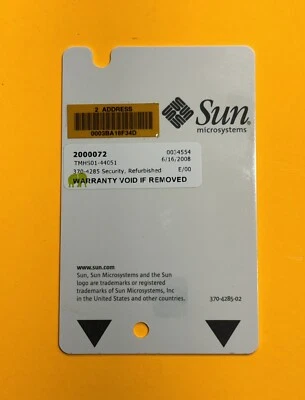 2 ADDRESS
0003BA16F34D
Sun
microsystems
2000072 0034554
TMHS01-44051 6/16/2008
370-4285 Security, Refurbished E/00
WARRANTY VOID IF REMOVED
www.sun.com
Sun, Sun Microsystems and the Sun
logo are trademarks or registered
trademarks of Sun Microsystems, Inc
in the United States and other countries. 370-4285-02